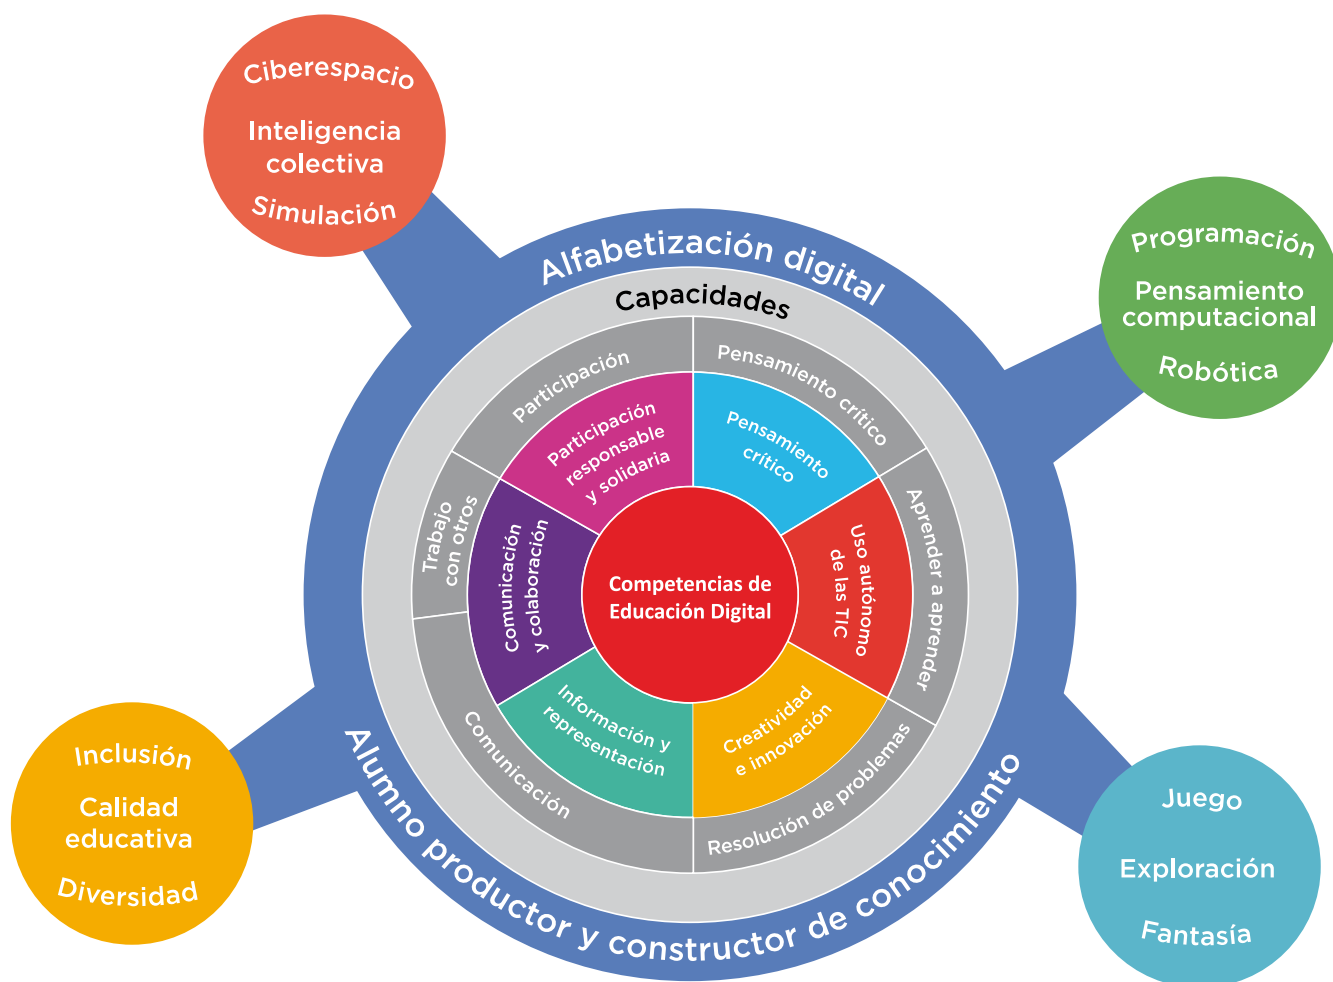 Ciberespacio
Inteligencia
colectiva
Simulación
Programación
Pensamiento
computacional
Robótica
Alfabetización digital
Capacidades
Participación
Pensamiento crítico
Trabajo
con otros
Aprender a aprender
Comunicación
Resolución de problemas
Participación
responsable
y solidaria
Pensamiento
crítico
Comunicación
y colaboración
Uso autónomo
de las TIC
Información y
representación
Creatividad
e innovación
Competencias de
Educación Digital
Alumno productor y constructor de conocimiento
Inclusión
Calidad
educativa
Diversidad
Juego
Exploración
Fantasía